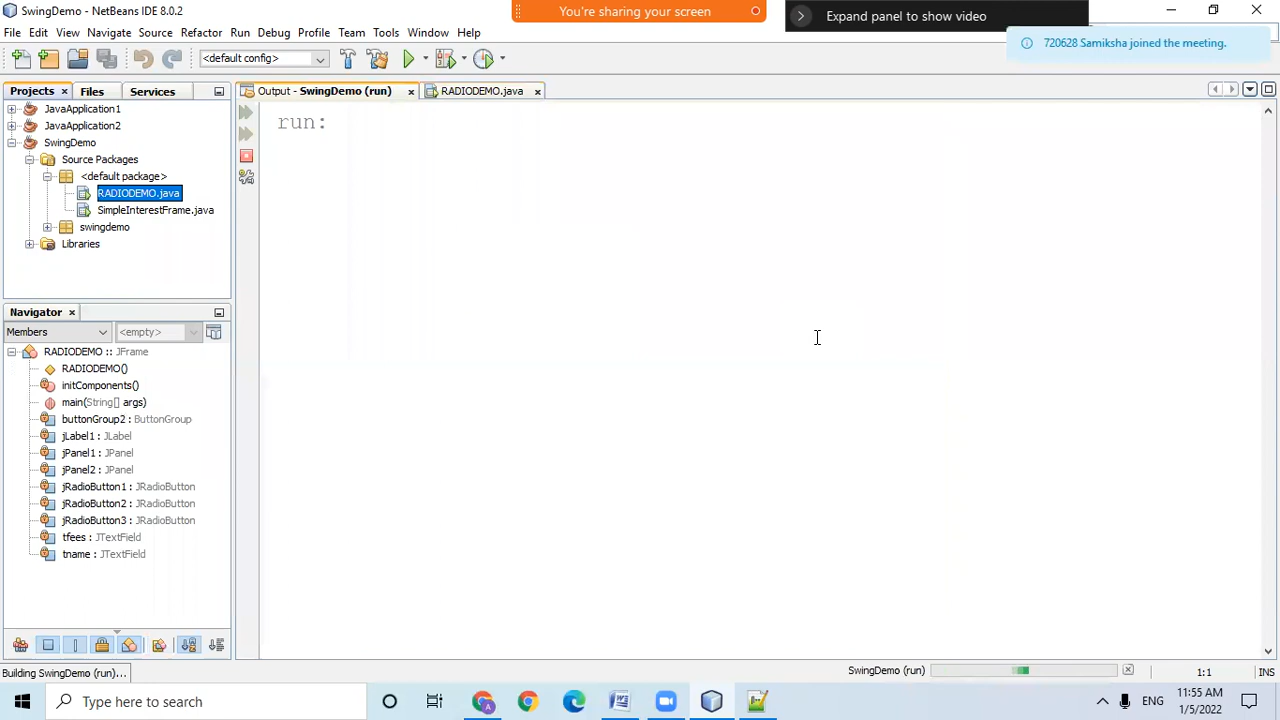 SwingDemo - NetBeans IDE 8.0.2
You're sharing your screen
Expand panel to show video
File Edit View Navigate Source Refactor Run Debug Profile Team Tools Window Help
720628 Samiksha joined the meeting.
<default config>
Projects Files Services
Output - SwingDemo (run)
RADIODEMO.java
JavaApplication1
JavaApplication2
SwingDemo
Source Packages
<default package>
RADIODEMO.java
SimpleInterestFrame.java
swingdemo
Libraries
run:
Navigator
Members
<empty>
RADIODEMO :: JFrame
RADIODEMO()
initComponents()
main(String[] args)
buttonGroup2 : ButtonGroup
jLabel1 : JLabel
jPanel1 : JPanel
jPanel2 : JPanel
jRadioButton1 : JRadioButton
jRadioButton2 : JRadioButton
jRadioButton3 : JRadioButton
tfees : JTextField
tname : JTextField
Building SwingDemo (run)...
SwingDemo (run)
1:1
INS
Type here to search
ENG
11:55 AM
1/5/2022